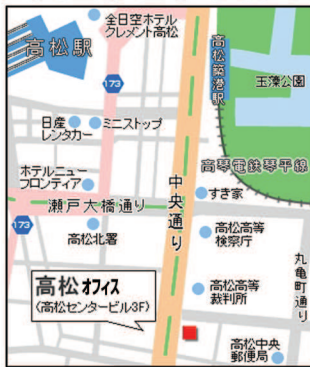 全日空ホテル
クレメント高松
高松駅
高松築港駅
玉藻公園
173
日産
レンタカー
ミニストップ
ホテルニュー
フロンティア
高琴電鉄琴平線
中央通り
すき家
瀬戸大橋通り
173
高松北署
高松高等
検察庁
丸亀町通り
高松オフィス
(高松センタービル3F)
高松高等
裁判所
高松中央
郵便局